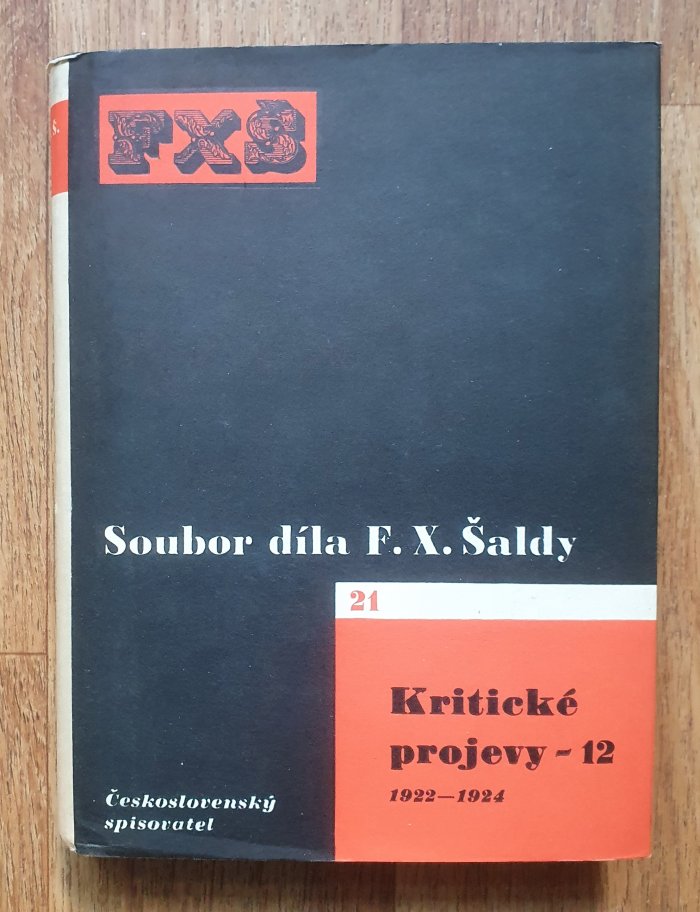 FXŠ
Š.
Soubor díla F. X. Šaldy
21
Kritické
projevy - 12
1922—1924
Československý
spisovatel